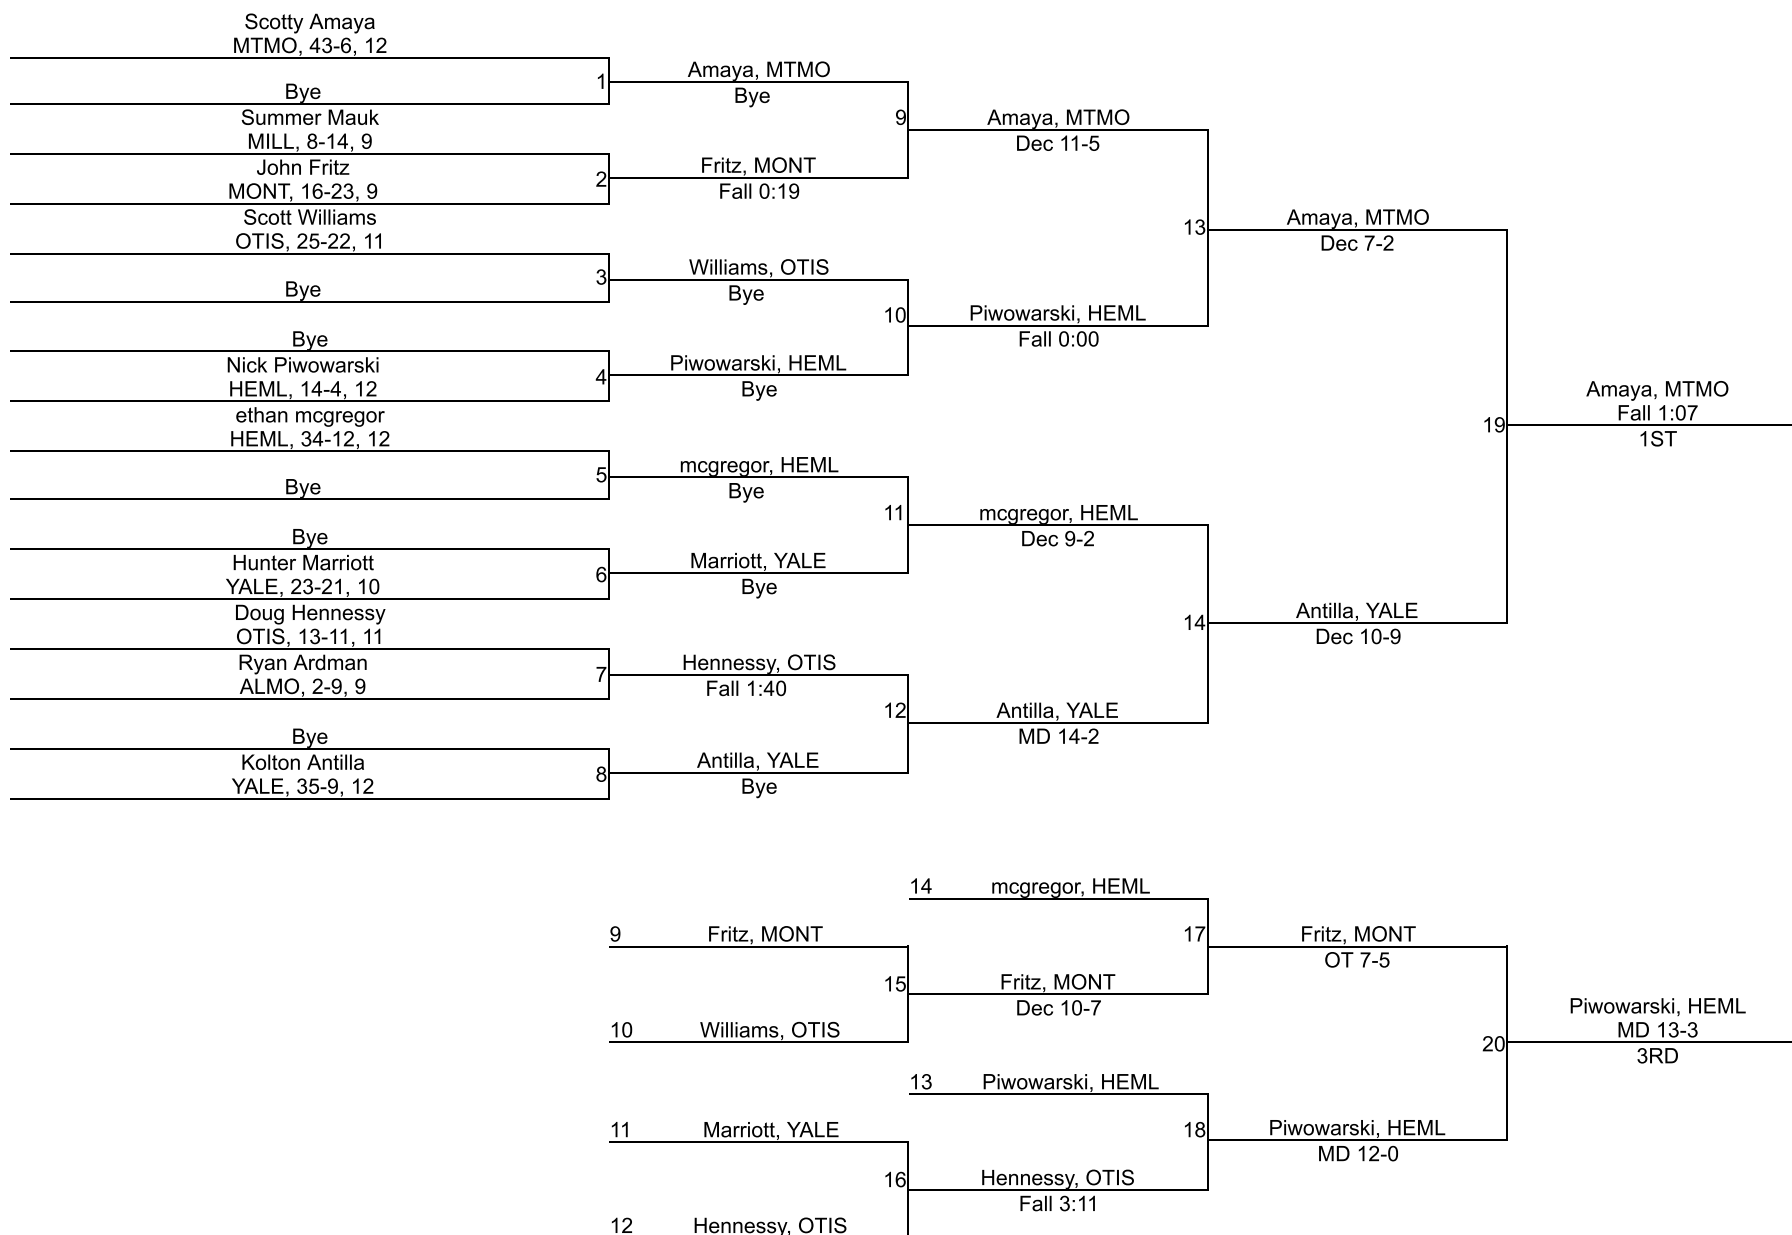 Scotty Amaya
MTMO, 43-6, 12
Bye
Summer Mauk
MILL, 8-14, 9
John Fritz
MONT, 16-23, 9
Scott Williams
OTIS, 25-22, 11
Bye
Bye
Nick Piwowarski
HEML, 14-4, 12
ethan mcgregor
HEML, 34-12, 12
Bye
Bye
Hunter Marriott
YALE, 23-21, 10
Doug Hennessy
OTIS, 13-11, 11
Ryan Ardman
ALMO, 2-9, 9
Bye
Kolton Antilla
YALE, 35-9, 12
1
2
3
4
5
6
7
8
Amaya, MTMO
Bye
Fritz, MONT
Fall 0:19
Williams, OTIS
Bye
Piwowarski, HEML
Bye
mcgregor, HEML
Bye
Marriott, YALE
Bye
Hennessy, OTIS
Fall 1:40
Antilla, YALE
Bye
9
10
11
12
Amaya, MTMO
Dec 11-5
Piwowarski, HEML
Fall 0:00
mcgregor, HEML
Dec 9-2
Antilla, YALE
MD 14-2
13
14
Amaya, MTMO
Dec 7-2
Antilla, YALE
Dec 10-9
19
Amaya, MTMO
Fall 1:07
1ST
9 Fritz, MONT
10 Williams, OTIS
11 Marriott, YALE
12 Hennessy, OTIS
15
16
14 mcgregor, HEML
Fritz, MONT
Dec 10-7
13 Piwowarski, HEML
Hennessy, OTIS
Fall 3:11
17
18
Fritz, MONT
OT 7-5
Piwowarski, HEML
MD 12-0
20
Piwowarski, HEML
MD 13-3
3RD